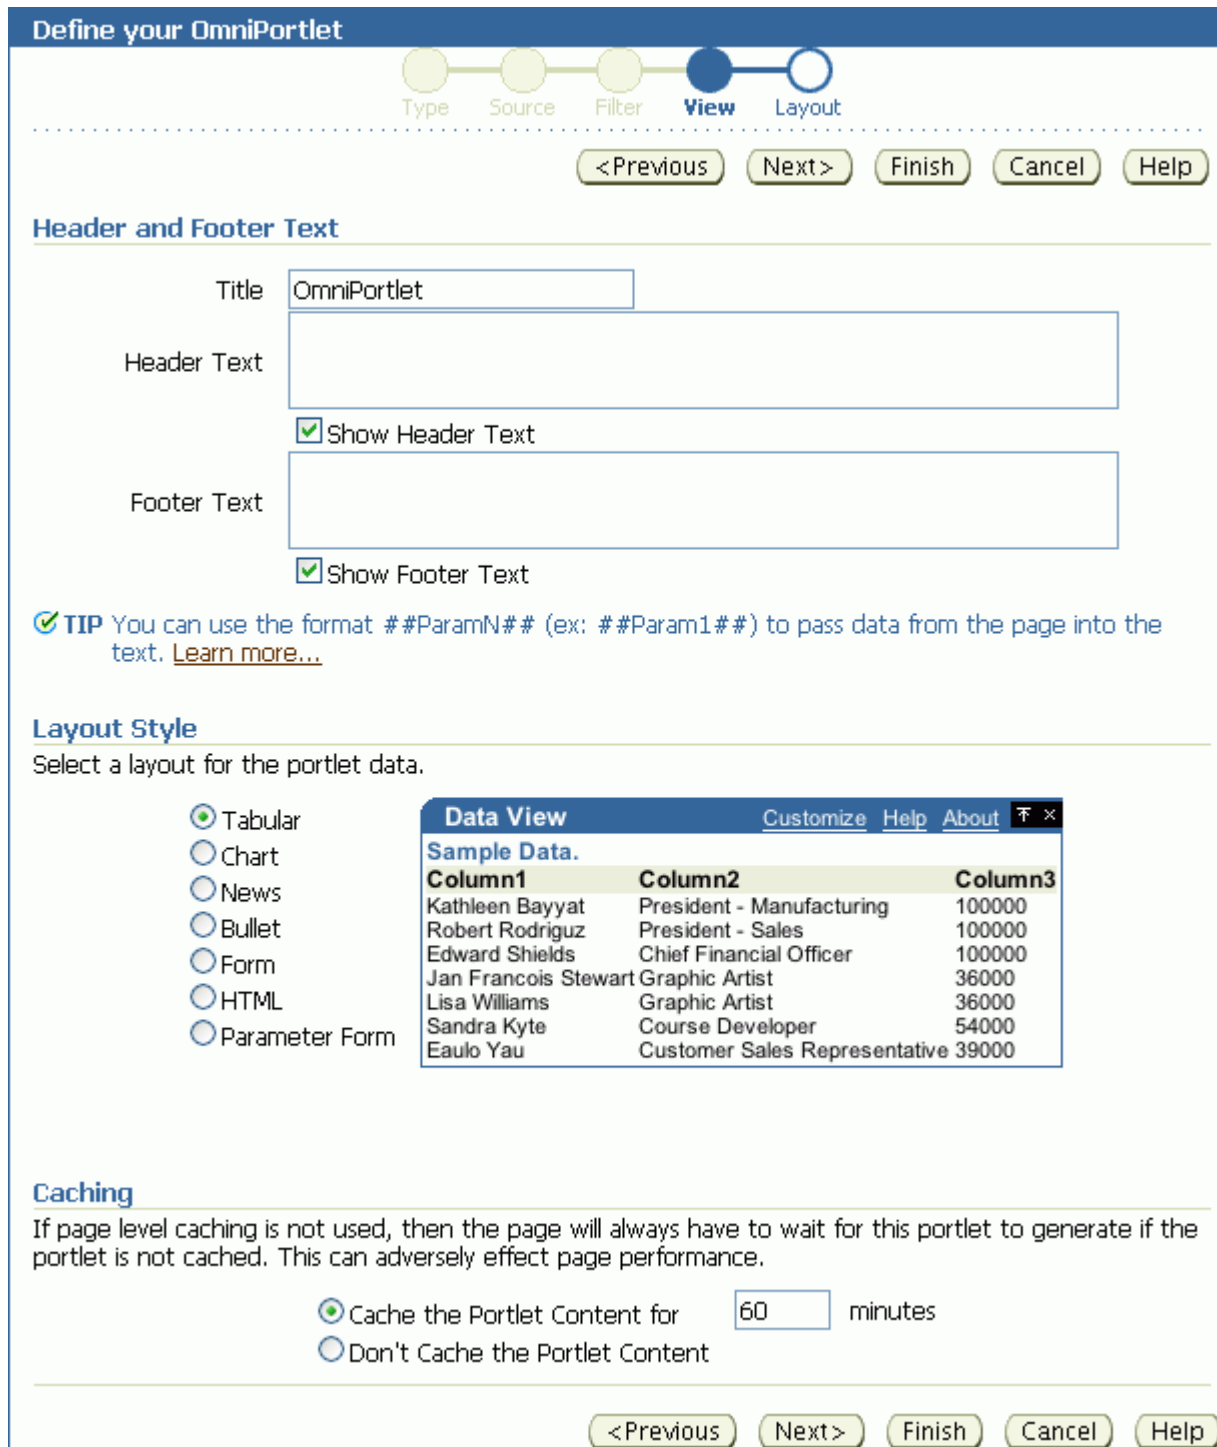 Define your OmniPortlet
Type Source Filter View Layout
<Previous Next> Finish Cancel Help
Header and Footer Text
Title OmniPortlet
Header Text
Show Header Text
Footer Text
Show Footer Text
TIP You can use the format ##ParamN## (ex: ##Param1##) to pass data from the page into the
text. Learn more...
Layout Style
Select a layout for the portlet data.
Tabular
Chart
News
Bullet
Form
HTML
Parameter Form
Data View Customize Help About
Sample Data.
Column1 Column2 Column3
Kathleen Bayyat President - Manufacturing 100000
Robert Rodriguz President - Sales 100000
Edward Shields Chief Financial Officer 100000
Jan Francois Stewart Graphic Artist 36000
Lisa Williams Graphic Artist 36000
Sandra Kyte Course Developer 54000
Eaulo Yau Customer Sales Representative 39000
Caching
If page level caching is not used, then the page will always have to wait for this portlet to generate if the
portlet is not cached. This can adversely effect page performance.
Cache the Portlet Content for 60 minutes
Don't Cache the Portlet Content
<Previous Next> Finish Cancel Help